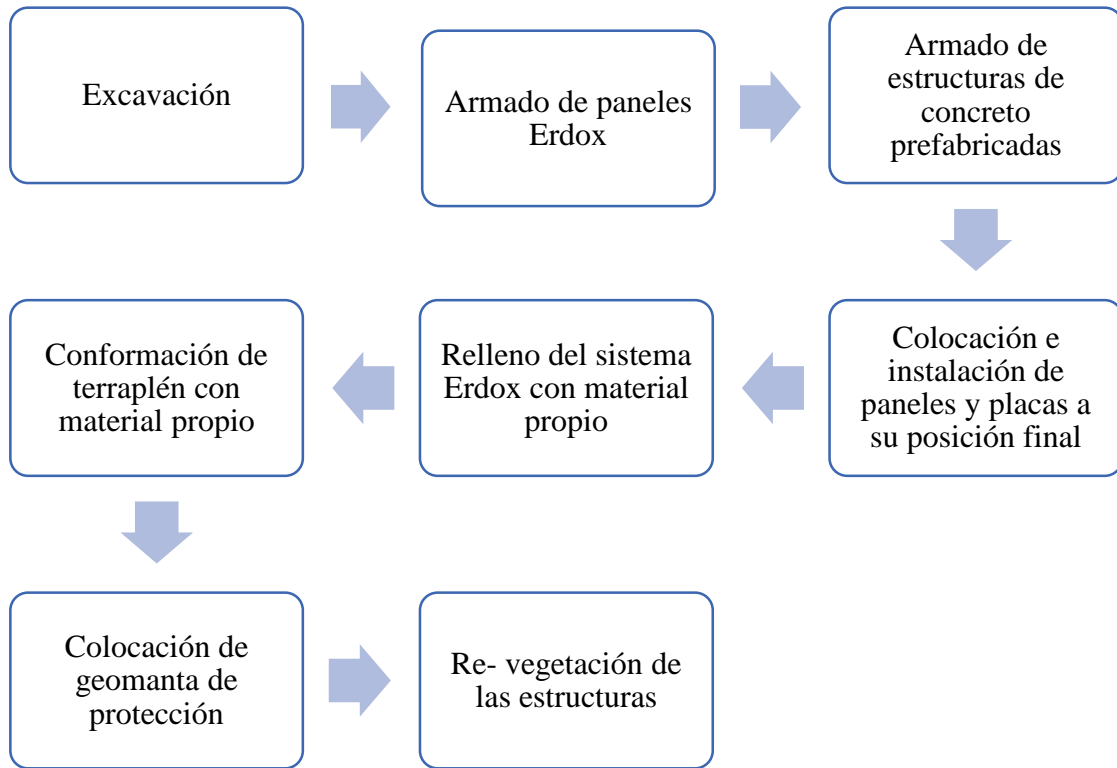 Excavación
Armado de paneles
Erdox
Armado de
estructuras de
concreto
prefabricadas
Colocación e
instalación de
paneles y placas a
su posición final
Relleno del sistema
Erdox con material
propio
Conformación de
terraplén con
material propio
Colocación de
geomanta de
protección
Re- vegetación de
las estructuras